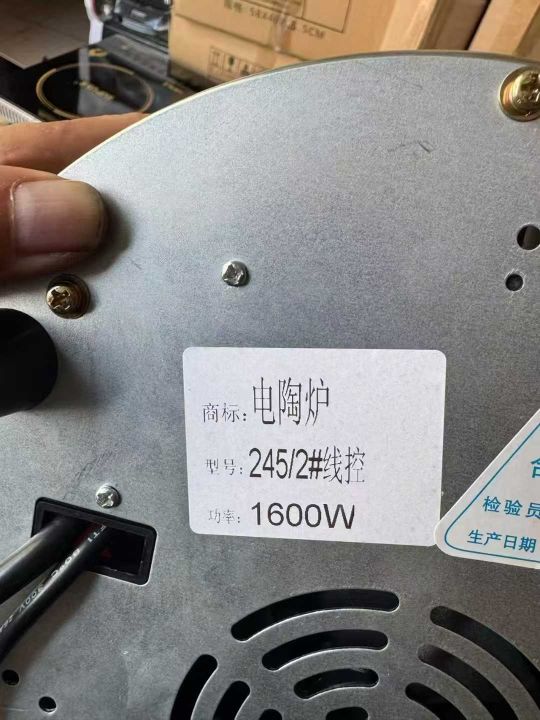 商标：电陶炉
型号：245/2#线控
功率：1600W
合
检验员
生产日期